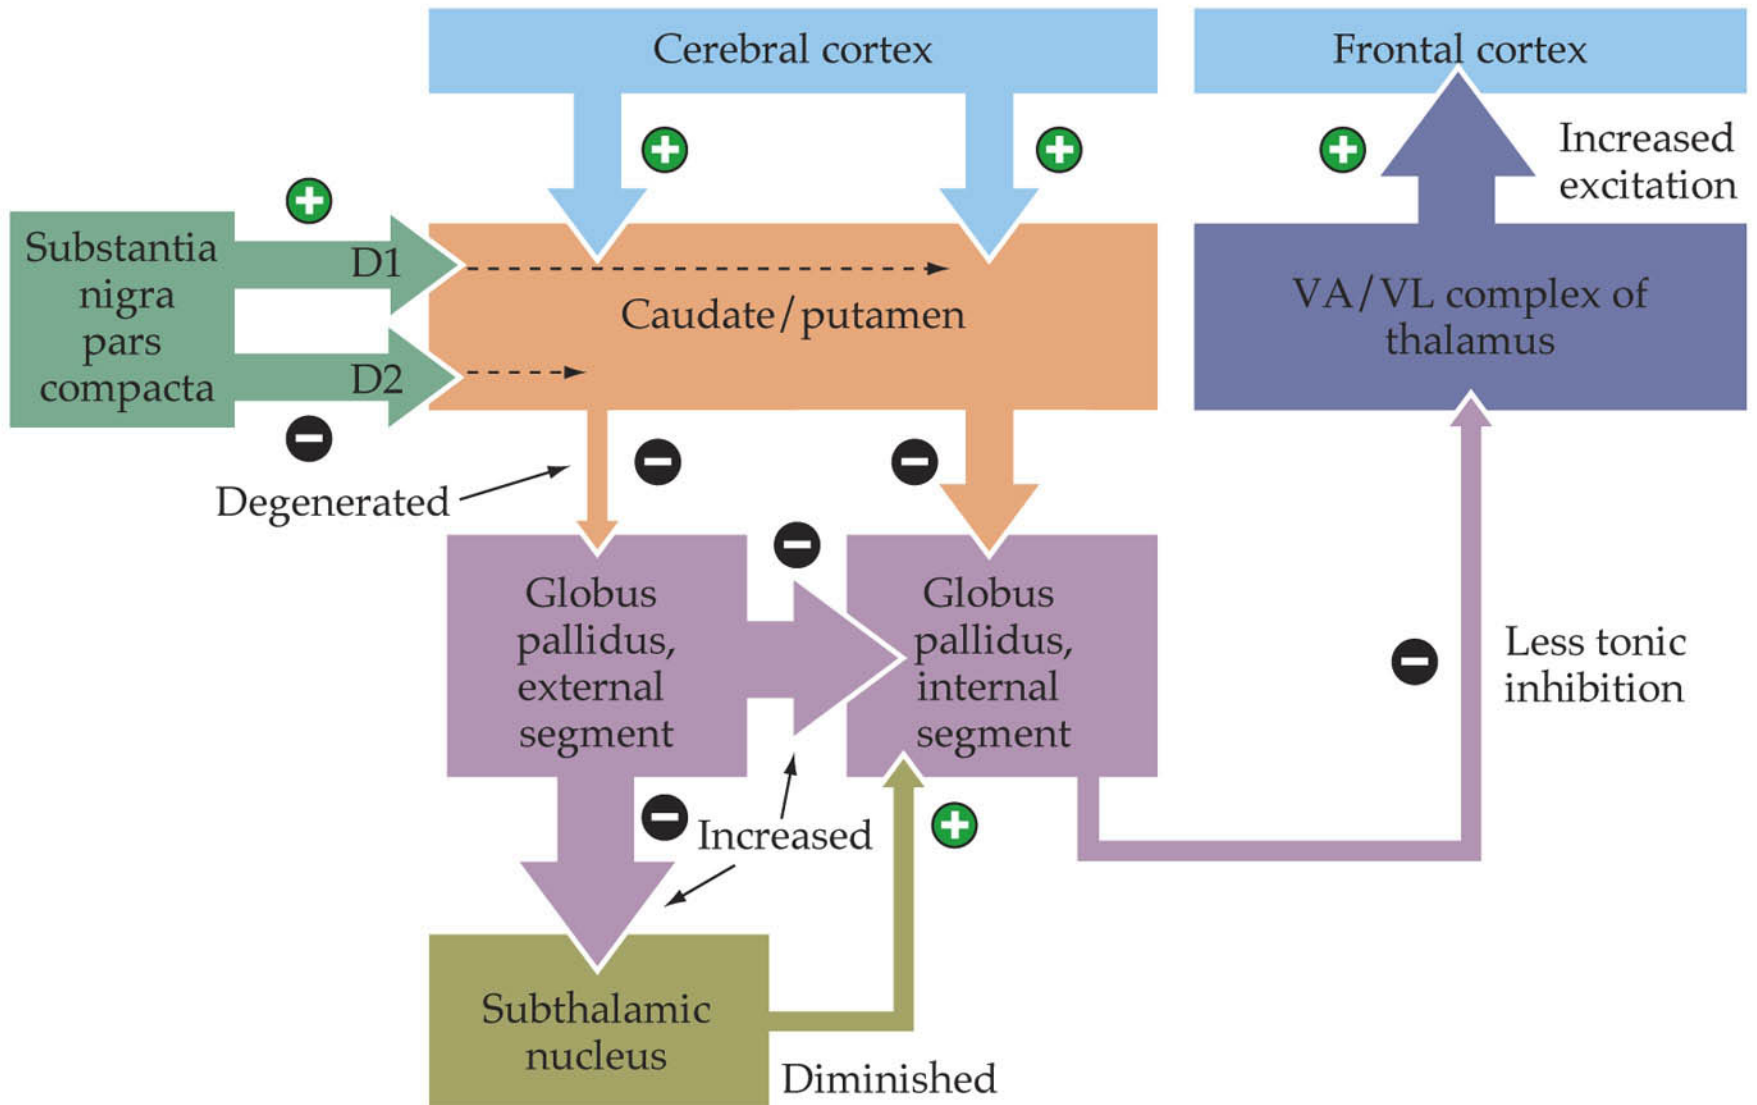 Cerebral cortex
Frontal cortex
Increased
excitation
Substantia
nigra
pars
compacta
D1
D2
Caudate/putamen
VA/VL complex of
thalamus
Degenerated
Globus
pallidus,
external
segment
Globus
pallidus,
internal
segment
Less tonic
inhibition
Increased
Subthalamic
nucleus
Diminished